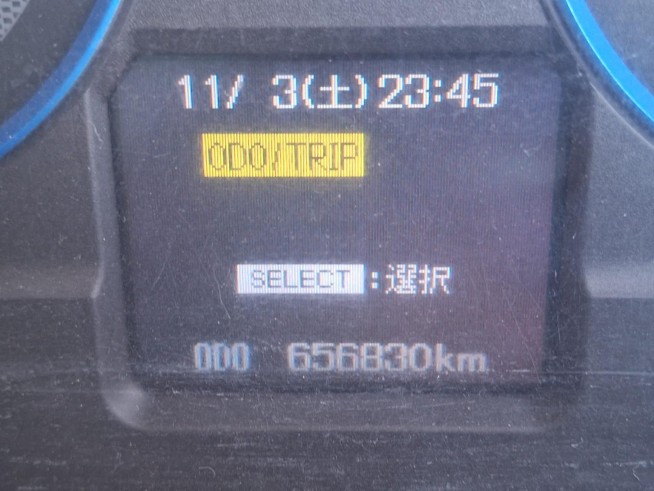 11/ 3(土)23:45
ODO/TRIP
SELECT:選択
ODO 656830km